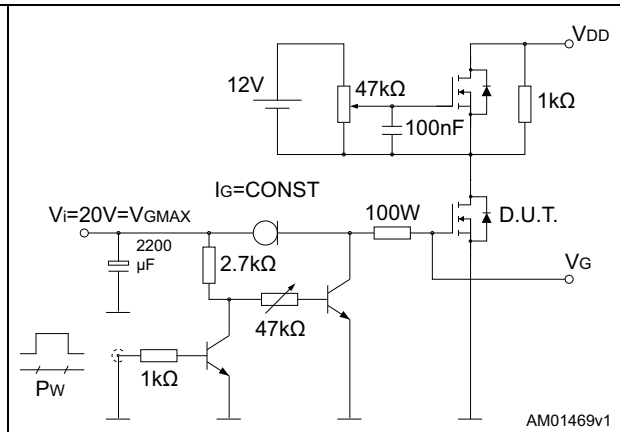 VDD
12V
47kΩ
1kΩ
100nF
IG=CONST
Vi=20V=VGMAX
100W
D.U.T.
2200
µF
2.7kΩ
VG
47kΩ
1kΩ
PW
AM01469v1